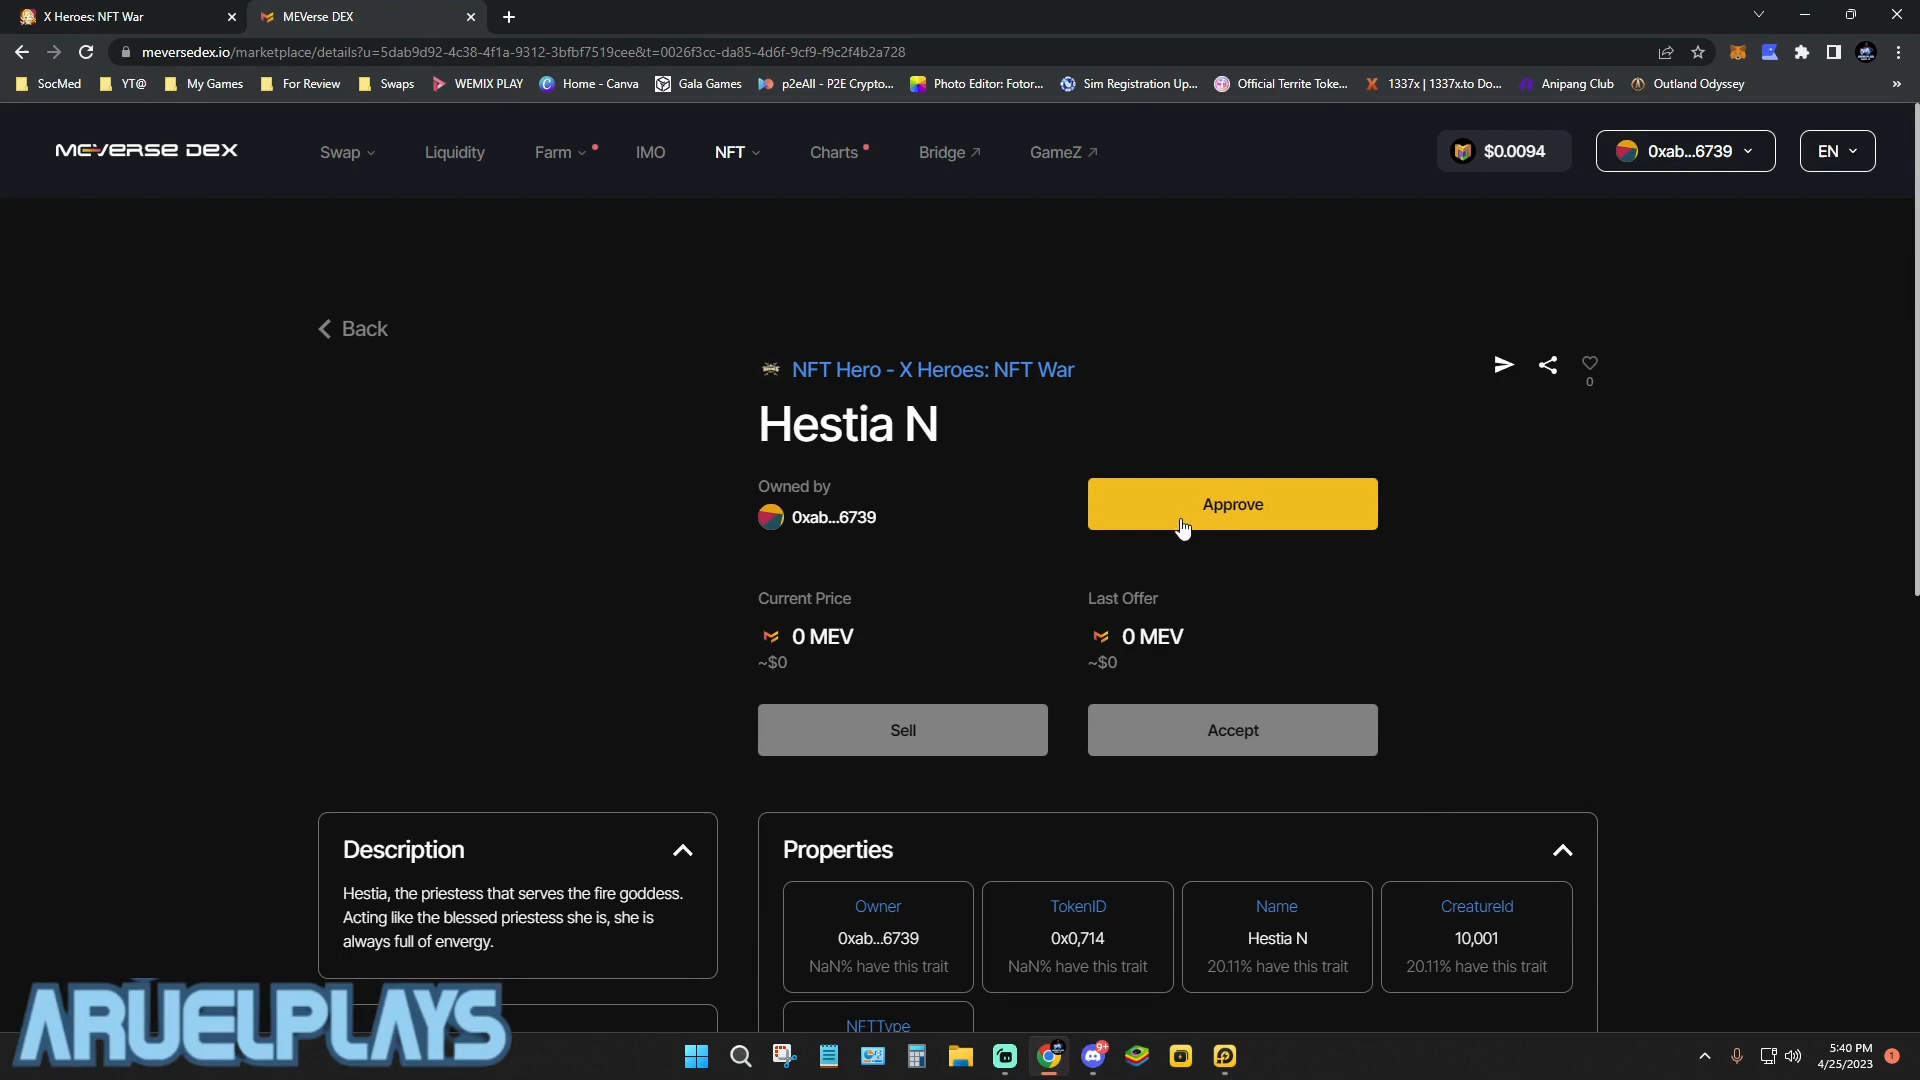 X Heroes: NFT War
MEVerse DEX
meversedex.io/marketplace/details?u=5dab9d92-4c38-4f1a-9312-3bfbf7519cee&t=0026f3cc-da85-4d6f-9cf9-f9c2f4b2a728
SocMed YT@ My Games For Review Swaps WEMIX PLAY Home - Canva Gala Games p2eAll - P2E Crypto... Photo Editor: Fotor... Sim Registration Up... Official Territe Toke... 1337x | 1337x.to Do... Anipang Club Outland Odyssey »
MEVERSE DEX Swap Liquidity Farm IMO NFT Charts Bridge GameZ $0.0094 0xab...6739 EN
Back
NFT Hero - X Heroes: NFT War
0
Hestia N
Owned by
0xab...6739
Approve
Current Price Last Offer
0 MEV 0 MEV
~$0 ~$0
Sell Accept
Description
Hestia, the priestess that serves the fire goddess.
Acting like the blessed priestess she is, she is
always full of envergy.
Properties
Owner TokenID Name CreatureId
0xab...6739 0x0,714 Hestia N 10,001
NaN% have this trait NaN% have this trait 20.11% have this trait 20.11% have this trait
NFTType
ARUELPLAYS
9+
5:40 PM
4/25/2023
1